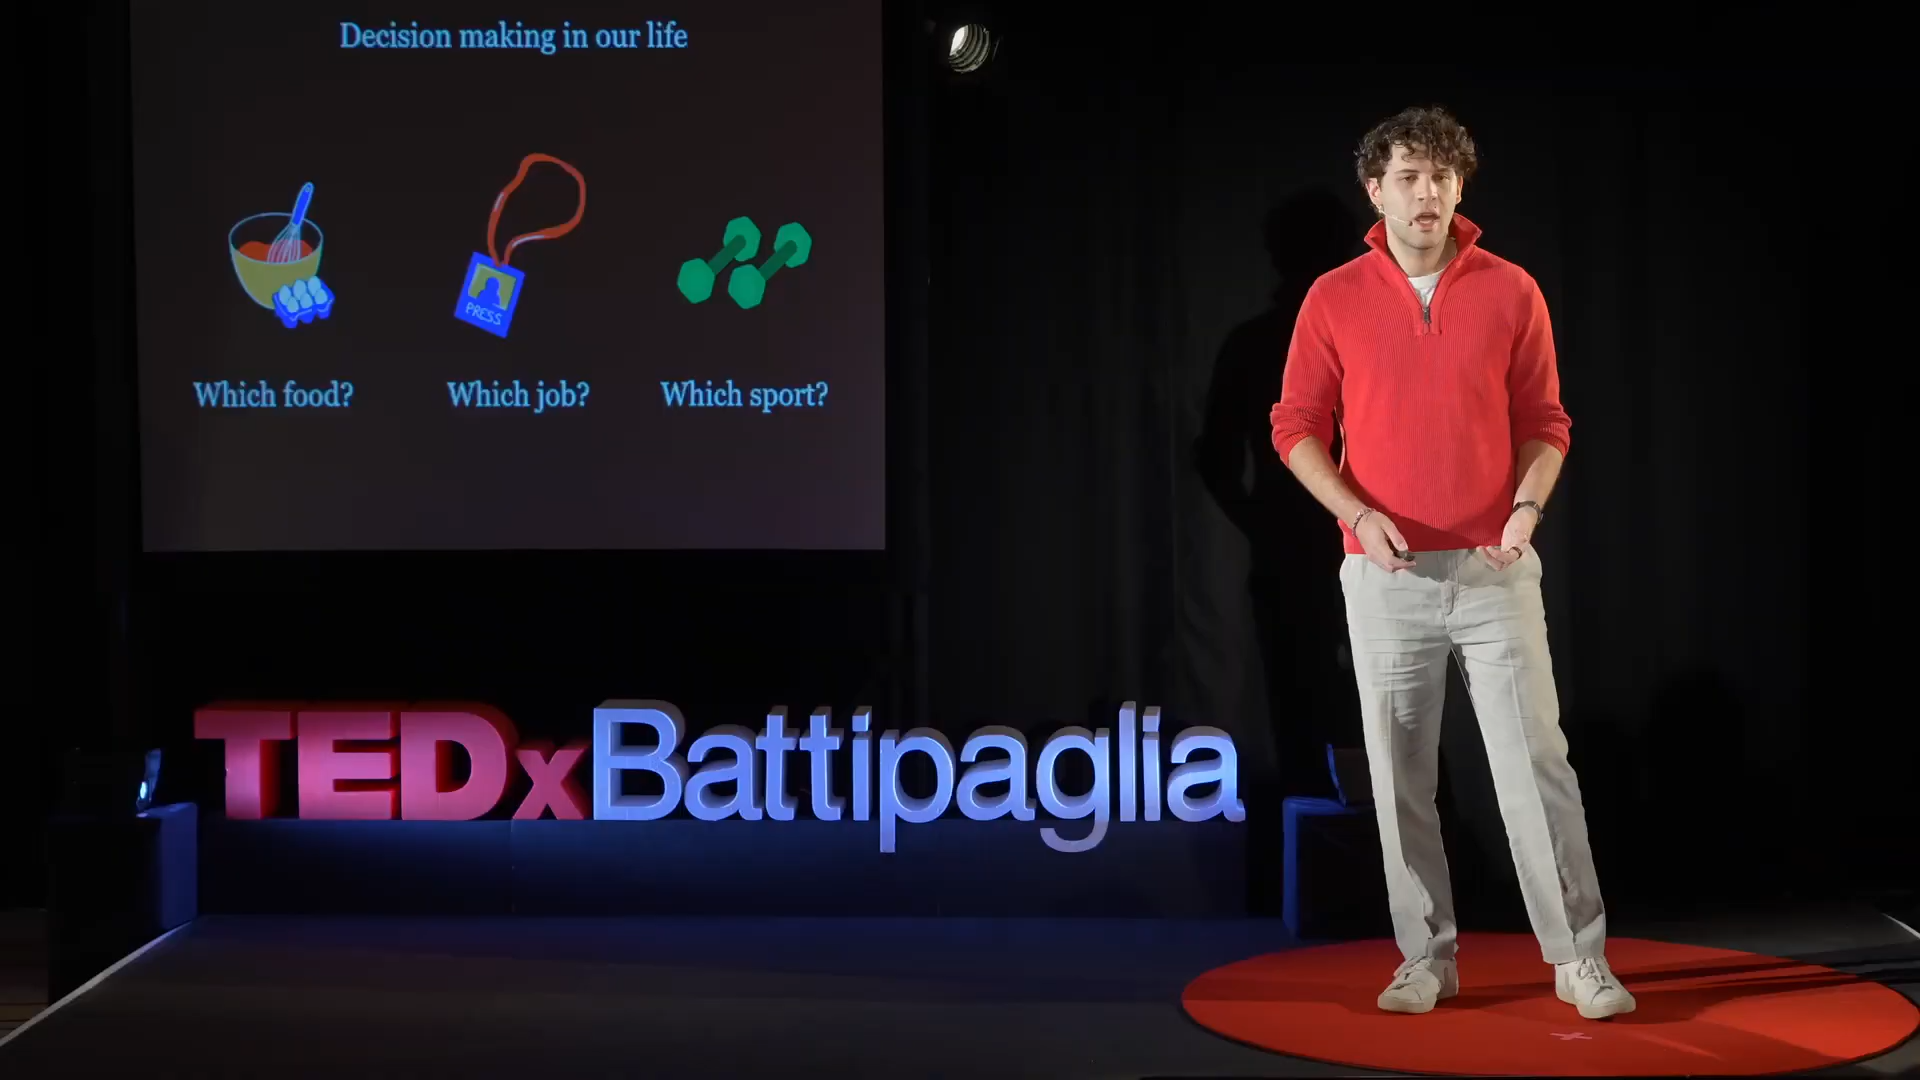 Decision making in our life
PRESS
Which food?
Which job?
Which sport?
TEDxBattipaglia